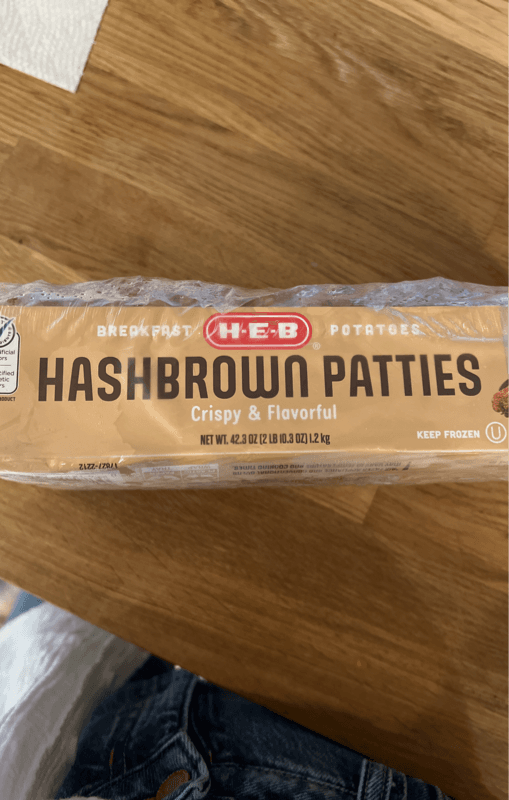 BREAKFAST H-E-B® POTATOES
HASHBROWN PATTIES
Crispy & Flavorful
NET WT. 42.3 OZ (2 LB 10.3 OZ) 1.2 kg
KEEP FROZEN U